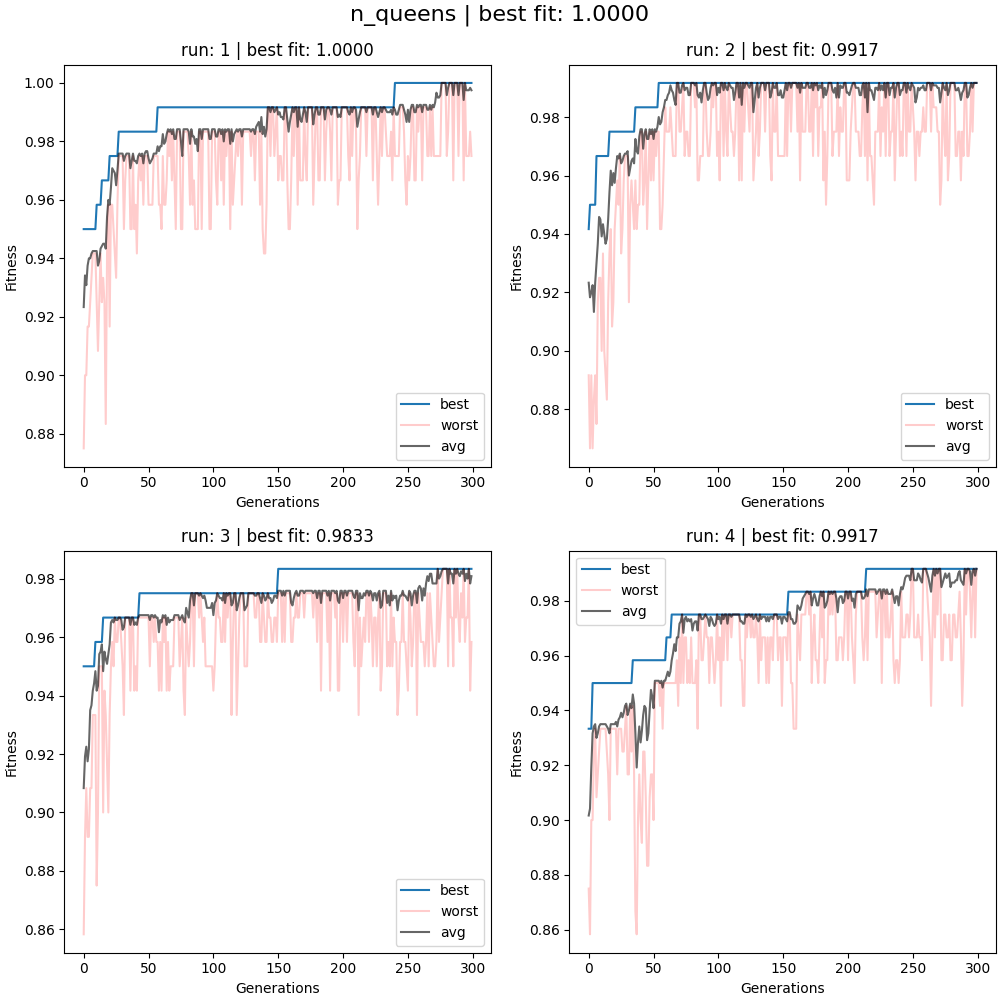 n_queens | best fit: 1.0000
run: 1 | best fit: 1.0000
Fitness
1.00
0.98
0.96
0.94
0.92
0.90
0.88
best
worst
avg
0 50 100 150 200 250 300
Generations
run: 2 | best fit: 0.9917
Fitness
0.98
0.96
0.94
0.92
0.90
0.88
best
worst
avg
0 50 100 150 200 250 300
Generations
run: 3 | best fit: 0.9833
Fitness
0.98
0.96
0.94
0.92
0.90
0.88
0.86
best
worst
avg
0 50 100 150 200 250 300
Generations
run: 4 | best fit: 0.9917
best
worst
avg
Fitness
0.98
0.96
0.94
0.92
0.90
0.88
0.86
0 50 100 150 200 250 300
Generations